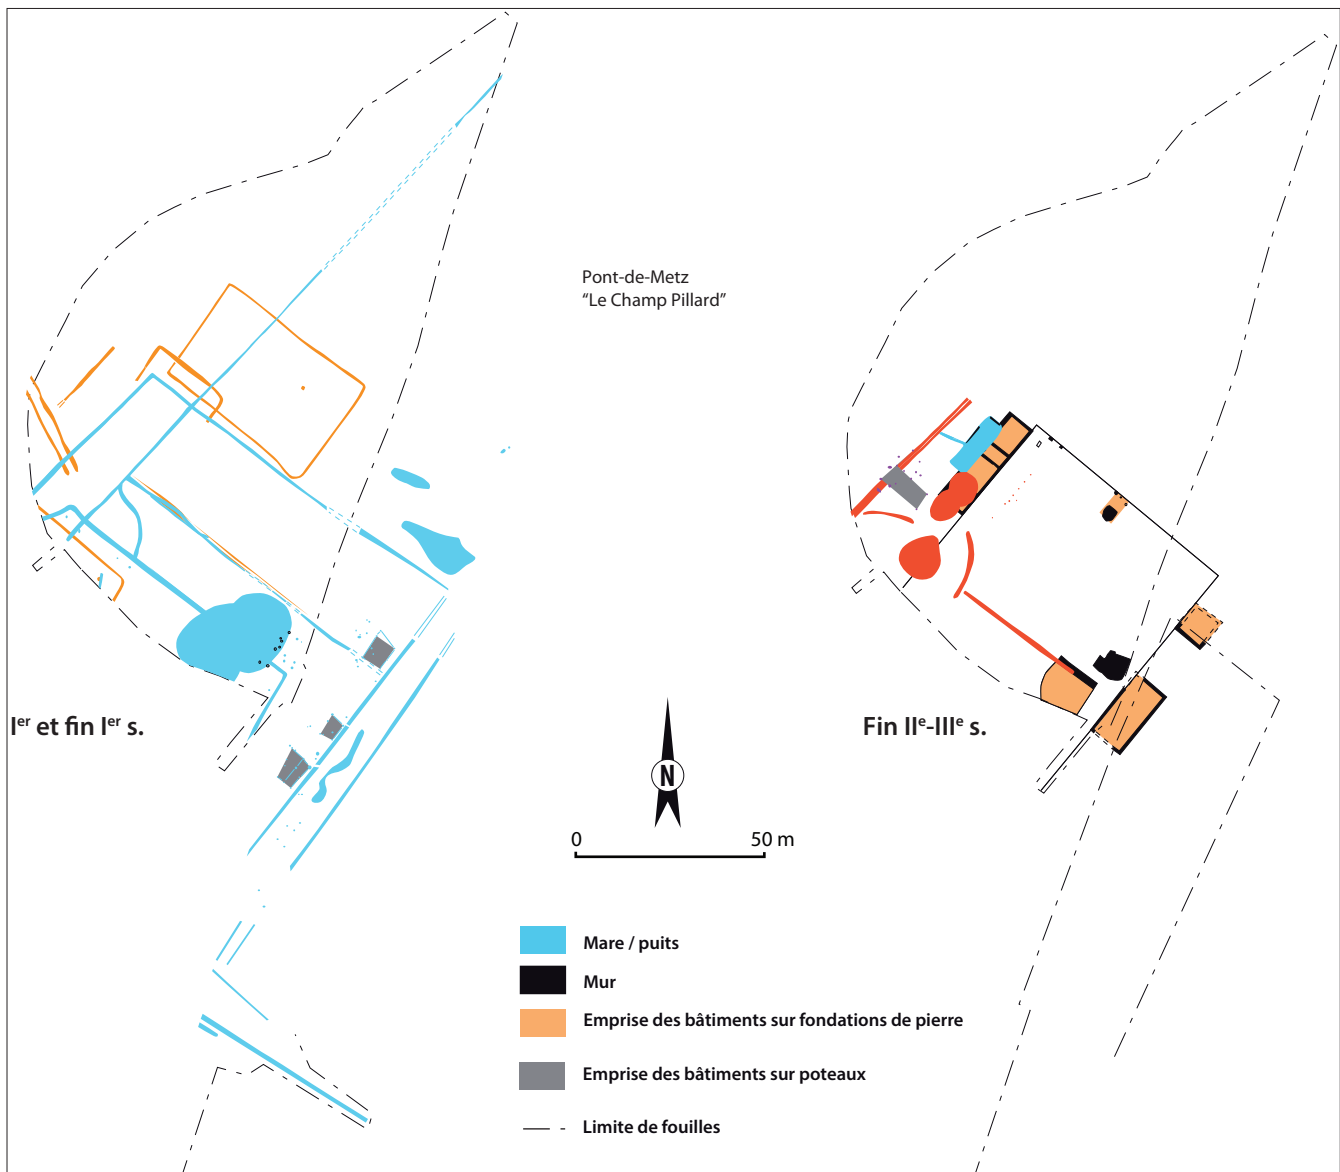 Pont-de-Metz
“Le Champ Pillard”
Iᵉʳ et fin Iᵉʳ s.
Fin IIᵉ-IIIᵉ s.
N
0 50 m
Mare / puits
Mur
Emprise des bâtiments sur fondations de pierre
Emprise des bâtiments sur poteaux
Limite de fouilles